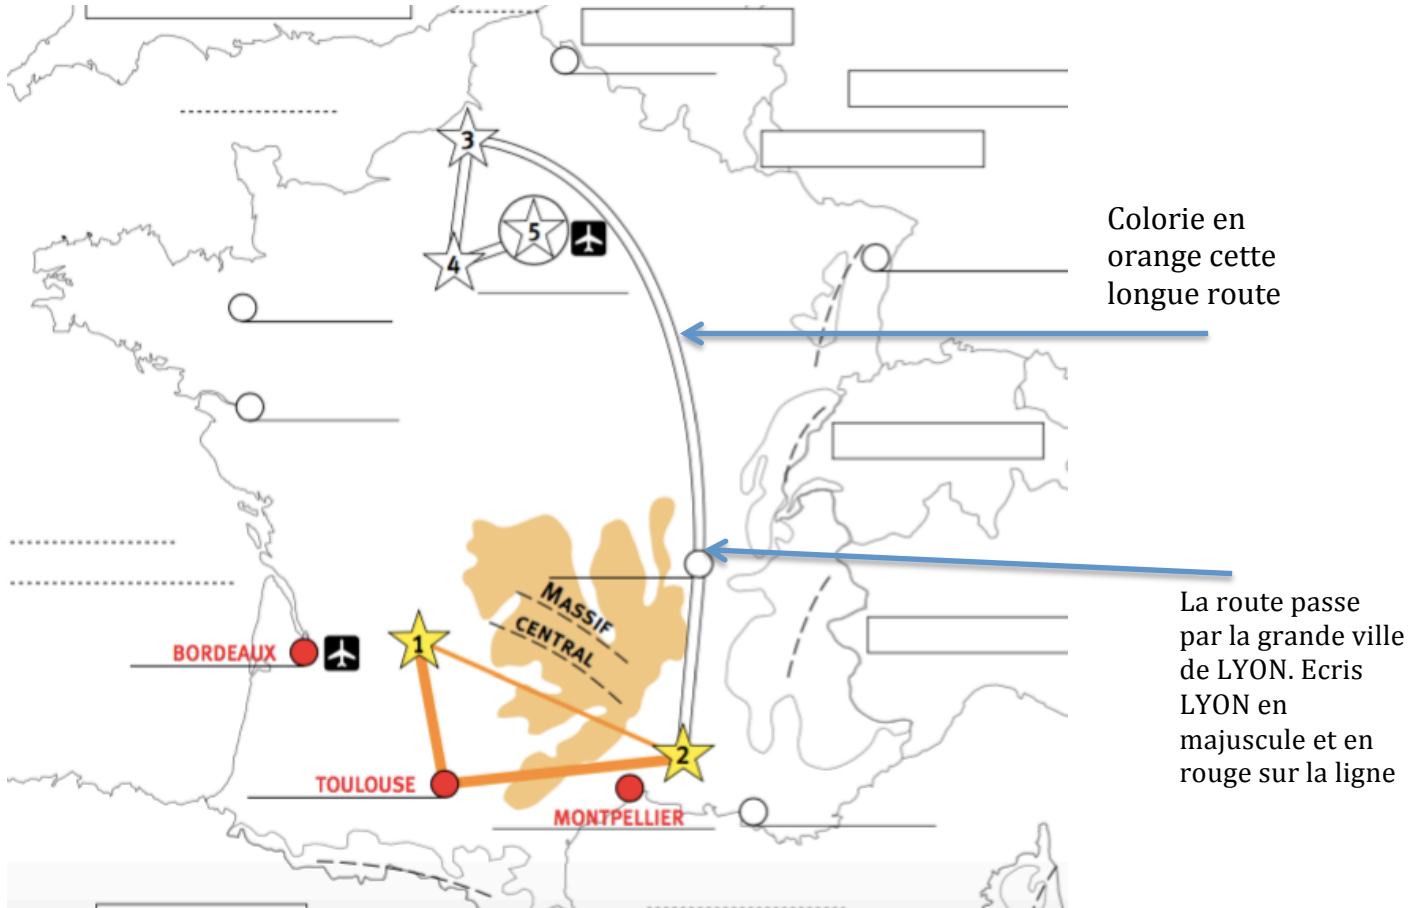 3
5
4
Colorie en
orange cette
longue route
MASSIF
CENTRAL
1
BORDEAUX
2
TOULOUSE
MONTPELLIER
La route passe
par la grande ville
de LYON. Ecris
LYON en
majuscule et en
rouge sur la ligne